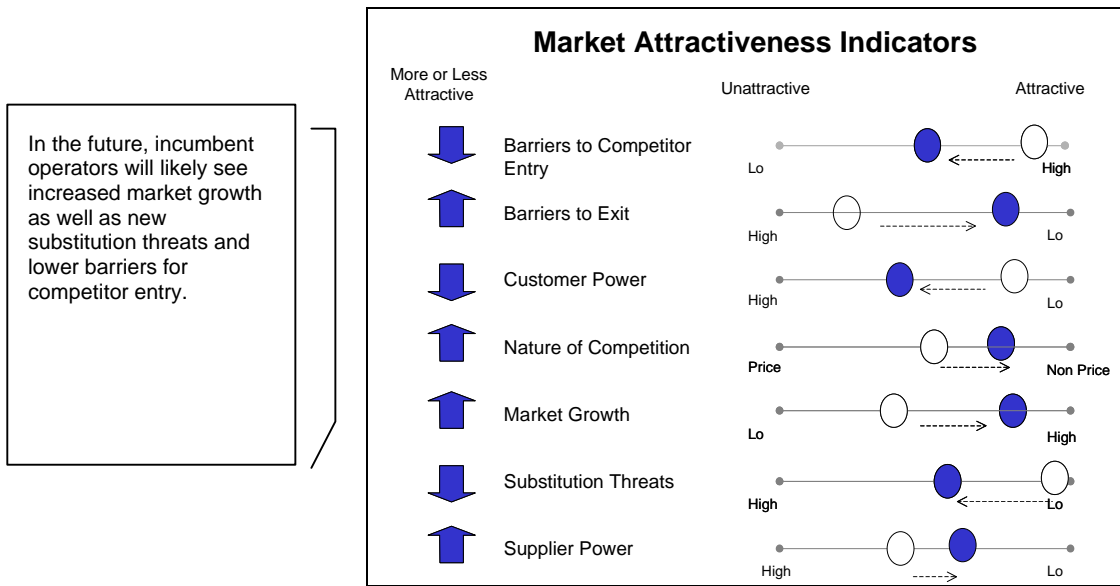 In the future, incumbent
operators will likely see
increased market growth
as well as new
substitution threats and
lower barriers for
competitor entry.
Market Attractiveness Indicators
More or Less
Attractive
Unattractive
Attractive
Barriers to Competitor
Entry
Lo
High
Barriers to Exit
High
Lo
Customer Power
High
Lo
Nature of Competition
Price
Non Price
Market Growth
Lo
High
Substitution Threats
High
Lo
Supplier Power
High
Lo